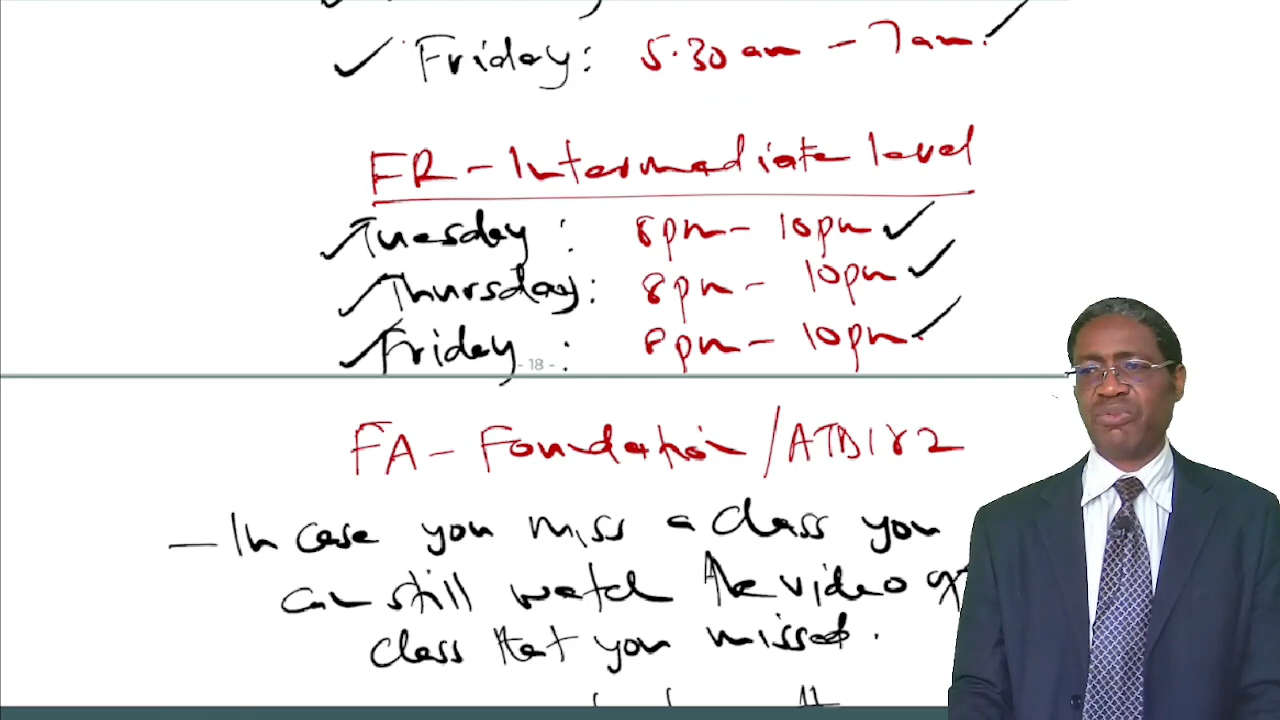 Friday: 5.30am - 7am.
FR - Intermediate level
Tuesday: 8pm - 10pm
Thursday: 8pm - 10pm
Friday: 8pm - 10pm
- 18 -
FA - Foundation / ATD1&2
- In case you miss a class you
can still watch the video of
class that you missed.